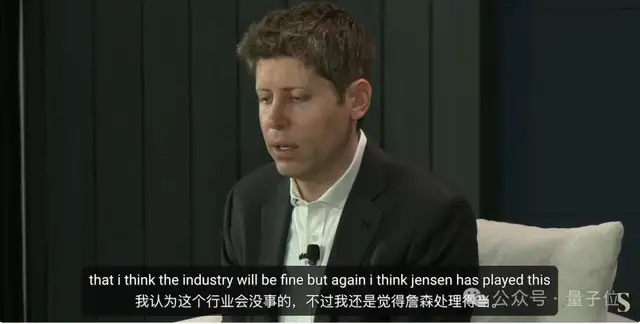 that i think the industry will be fine but again i think jensen has played this
我认为这个行业会没事的，不过我还是觉得詹森处理得当。
公众号 · 量子位
S